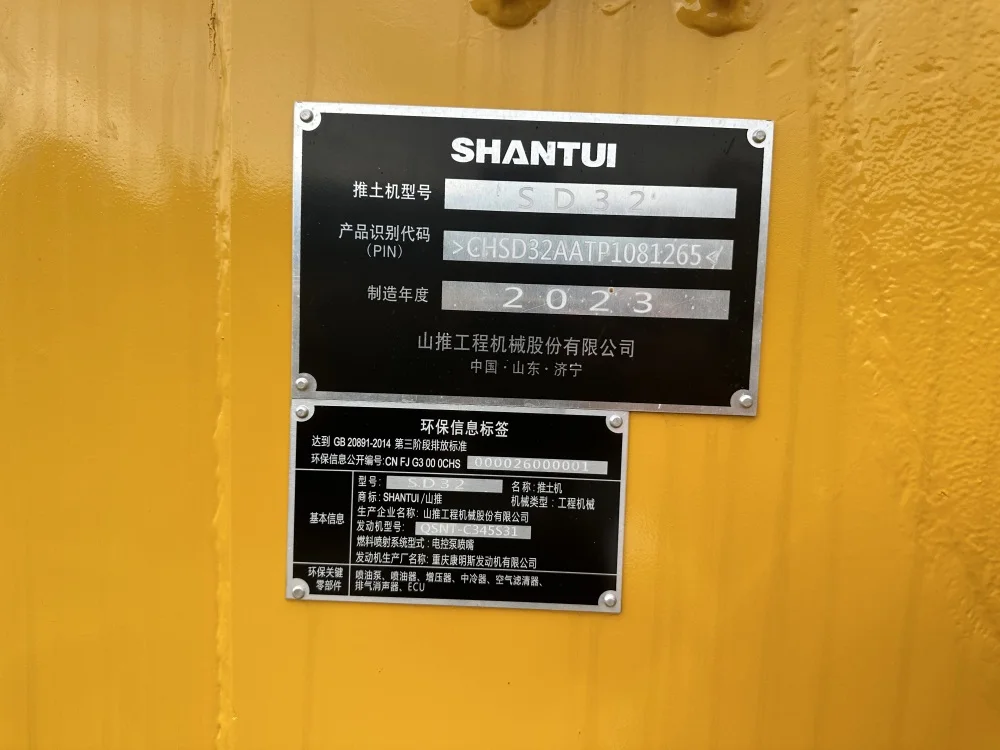 SHANTUI
推土机型号 SD32
产品识别代码 (PIN) >CHSD32AATP1081265<
制造年度 2023
山推工程机械股份有限公司
中国·山东·济宁
环保信息标签
达到 GB 20891-2014 第三阶段排放标准
环保信息公开编号:CN FJ G3 00 0CHS 000026000001
基本信息
型号: SD32 名称:推土机
商标:SHANTUI/山推 机械类型:工程机械
生产企业名称:山推工程机械股份有限公司
发动机型号: QSNT-C345S31
燃料喷射系统型式:电控泵喷嘴
发动机生产厂名称:重庆康明斯发动机有限公司
环保关键零部件
喷油泵、喷油器、增压器、中冷器、空气滤清器、
排气消声器、ECU